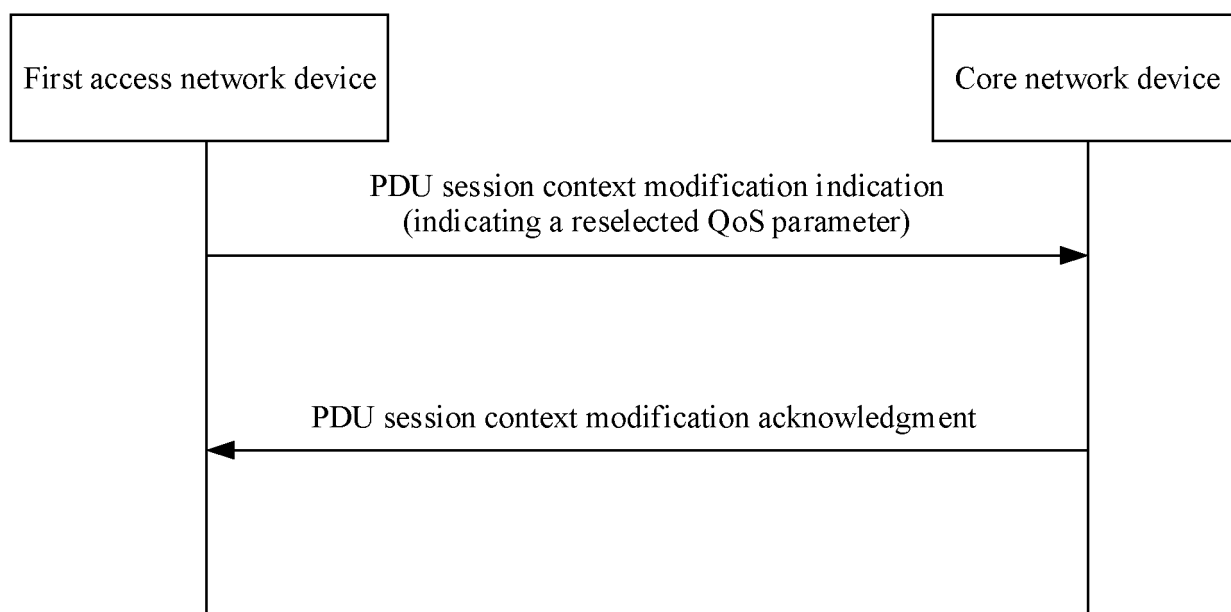 First access network device
Core network device
PDU session context modification indication
(indicating a reselected QoS parameter)
PDU session context modification acknowledgment